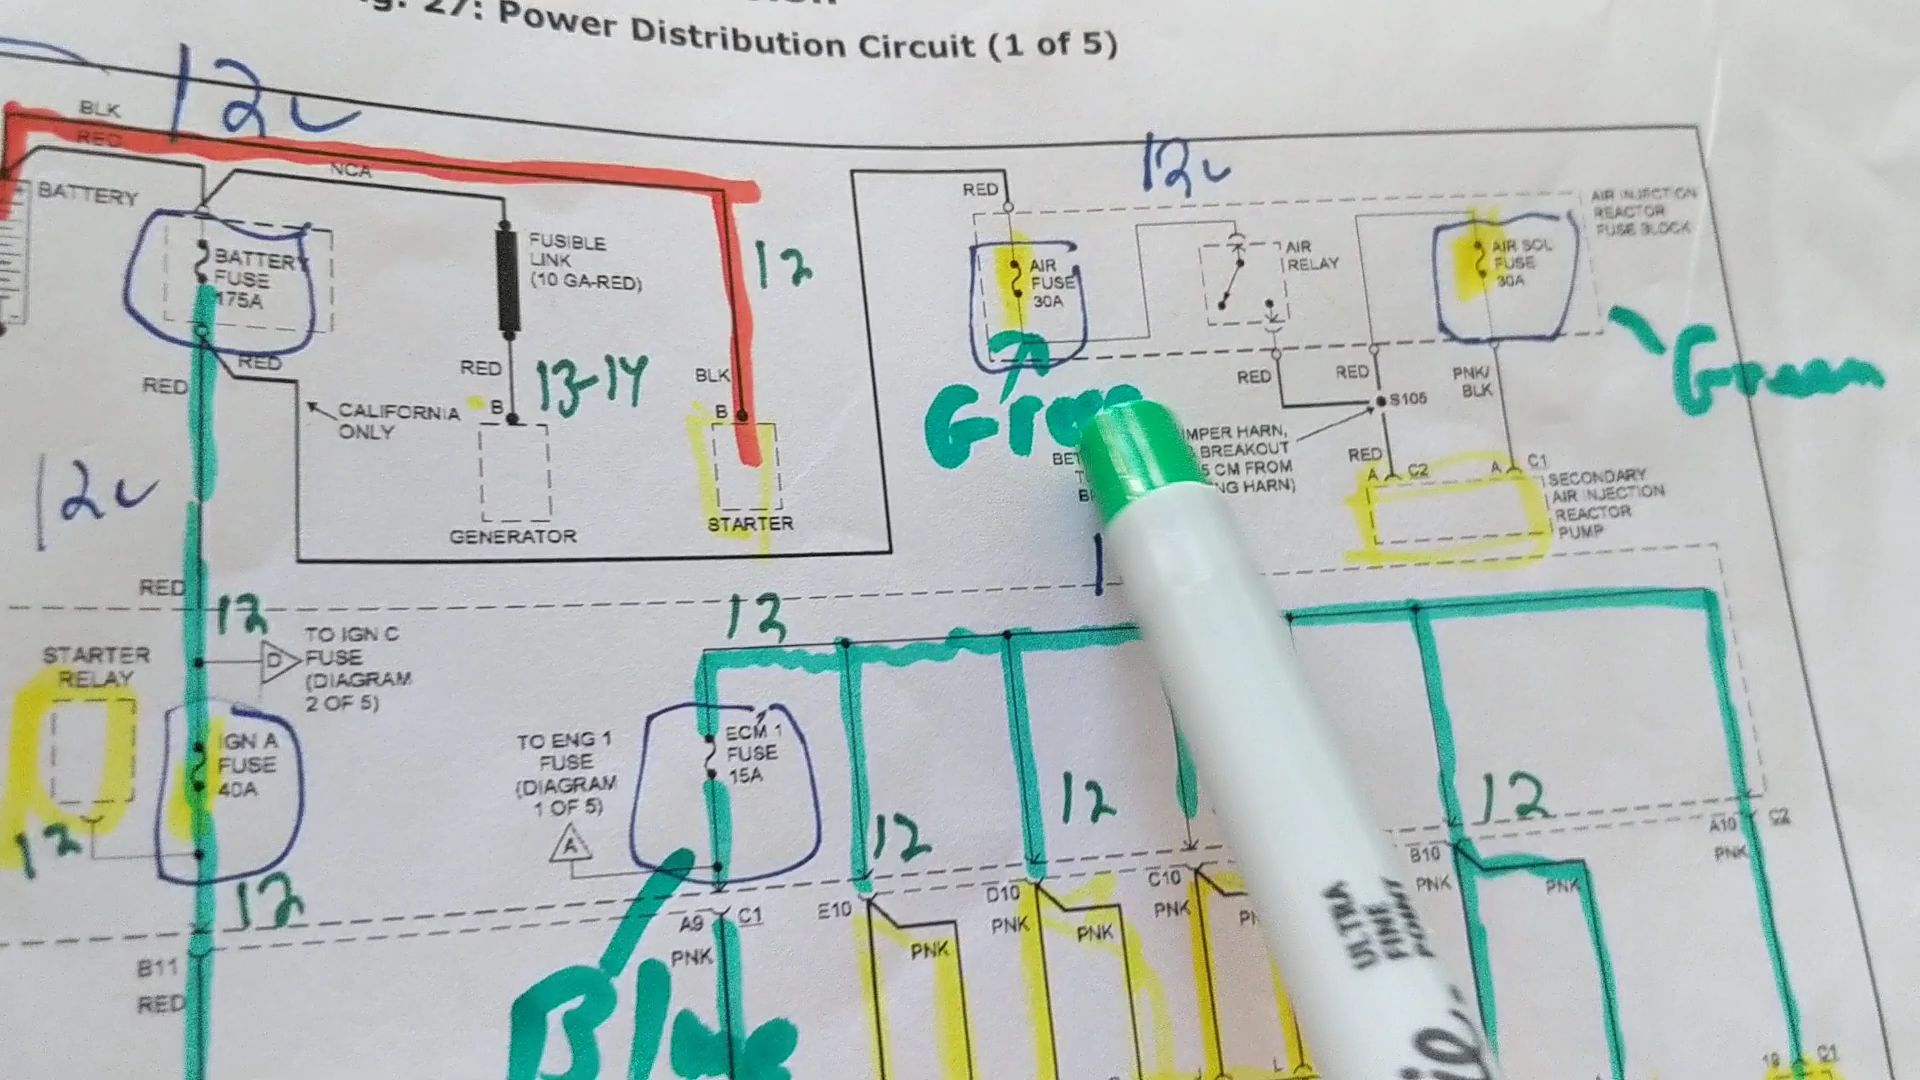 27: Power Distribution Circuit (1 of 5)
12v
BLK
RED
NCA
BATTERY
BATTERY
FUSE
175A
FUSIBLE
LINK
(10 GA-RED)
12
RED
12v
AIR INJECTION
REACTOR
FUSE BLOCK
AIR
FUSE
30A
AIR
RELAY
AIR SOL
FUSE
30A
Green
RED
RED
CALIFORNIA
ONLY
RED
B
13-14
GENERATOR
BLK
B
STARTER
Green
RED
RED
PNK/
BLK
S105
MPER HARN,
BREAKOUT
5 CM FROM
NG HARN)
RED
A
C2
A
C1
SECONDARY
AIR INJECTION
REACTOR
PUMP
12v
RED
12
TO IGN C
FUSE
(DIAGRAM
2 OF 5)
D
STARTER
RELAY
IGN A
FUSE
40A
12
12
12
TO ENG 1
FUSE
(DIAGRAM
1 OF 5)
A
ECM 1
FUSE
15A
12
12
12
B11
RED
A9
C1
PNK
E10
PNK
D10
PNK
PNK
C10
PNK
B10
PNK
PNK
A10
C2
PNK
Blue
ULTRA
FINE
POINT
18
C1